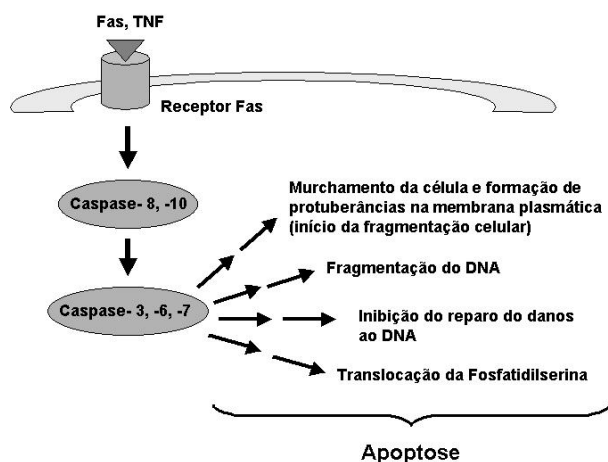 Fas, TNF
Receptor Fas
Caspase- 8, -10
Murchamento da célula e formação de
protuberâncias na membrana plasmática
(início da fragmentação celular)
Fragmentação do DNA
Caspase- 3, -6, -7
Inibição do reparo do danos
ao DNA
Translocação da Fosfatidilserina
Apoptose